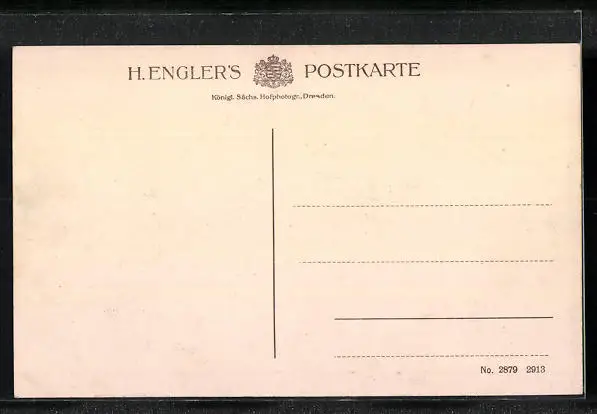 H. ENGLER'S POSTKARTE
Königl. Sächs. Hofphotogr., Dresden.
No. 2879 2913